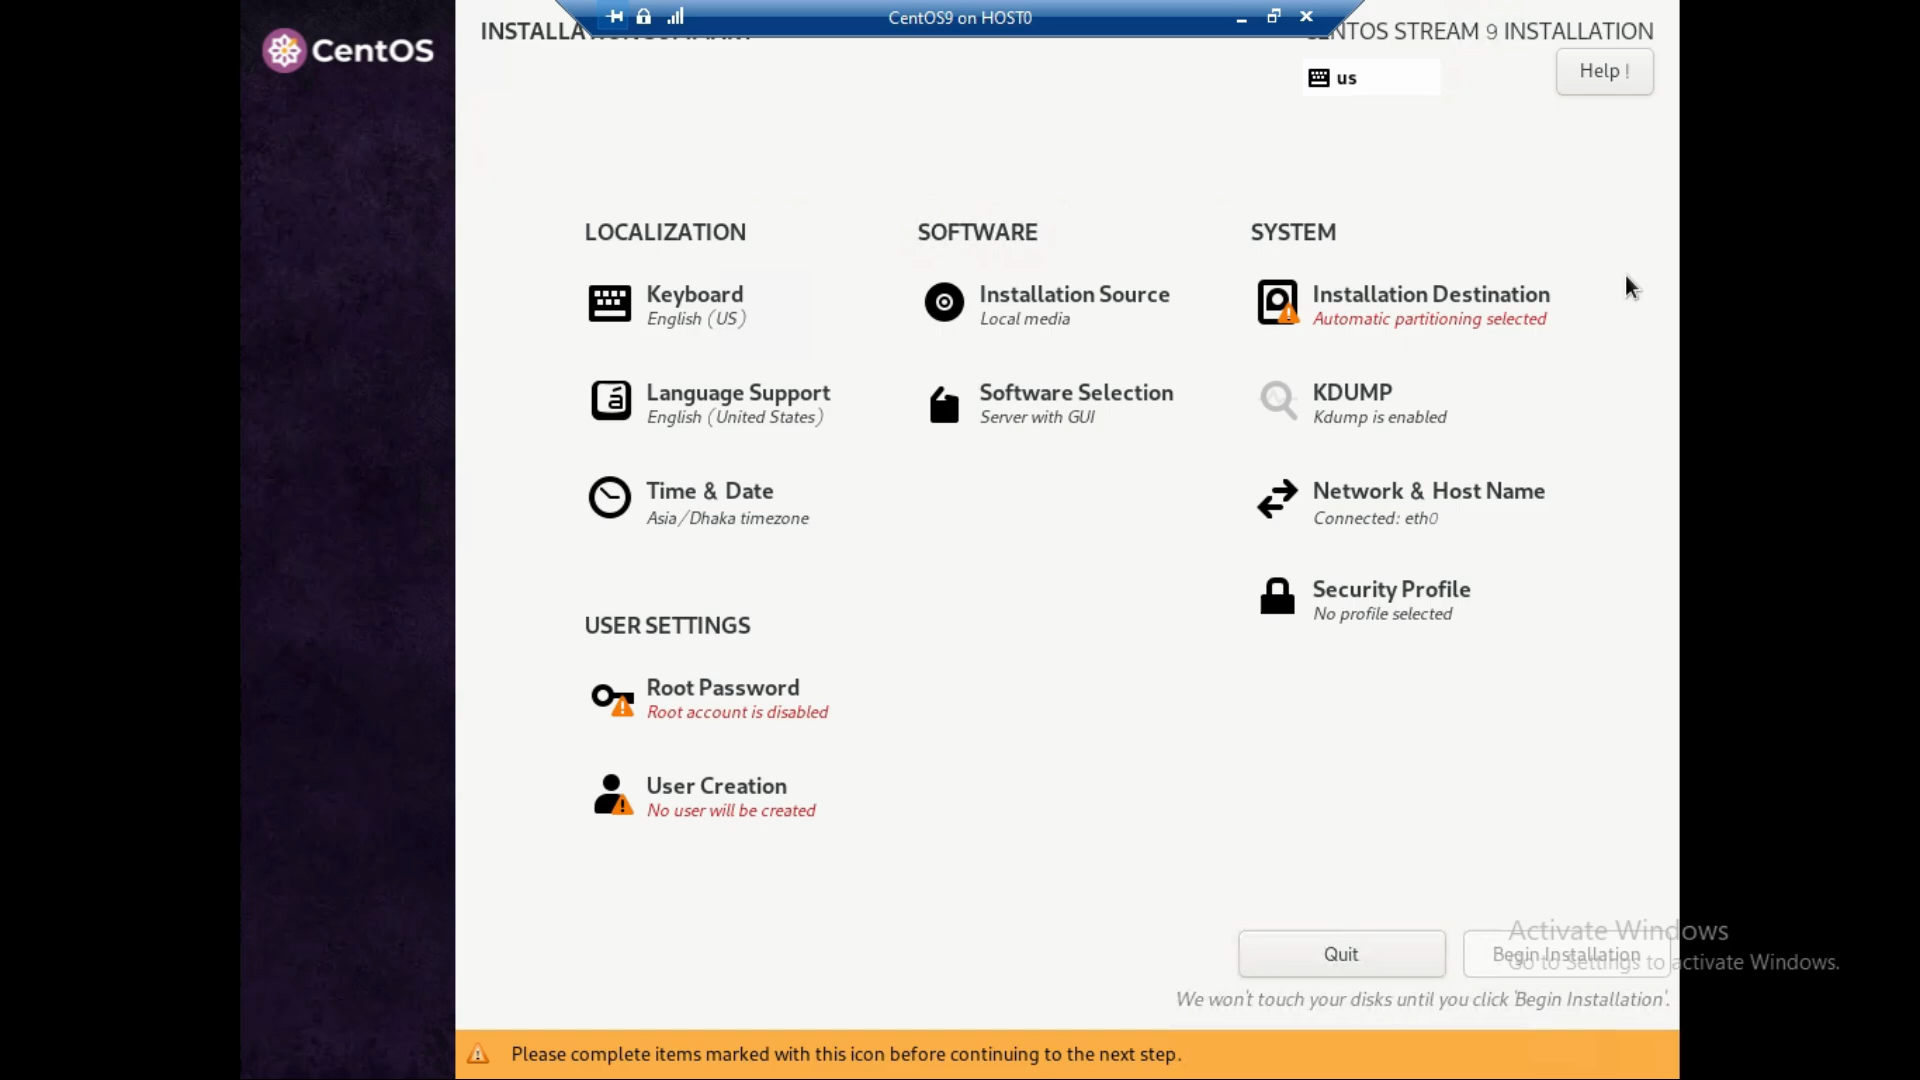 CentOS9 on HOST0
CentOS
CENTOS STREAM 9 INSTALLATION
us
Help !
LOCALIZATION
Keyboard
English (US)
Language Support
English (United States)
Time & Date
Asia/Dhaka timezone
USER SETTINGS
Root Password
Root account is disabled
User Creation
No user will be created
SOFTWARE
Installation Source
Local media
Software Selection
Server with GUI
SYSTEM
Installation Destination
Automatic partitioning selected
KDUMP
Kdump is enabled
Network & Host Name
Connected: eth0
Security Profile
No profile selected
Activate Windows
Go to Settings to activate Windows.
Quit
Begin Installation
We won't touch your disks until you click 'Begin Installation'.
Please complete items marked with this icon before continuing to the next step.